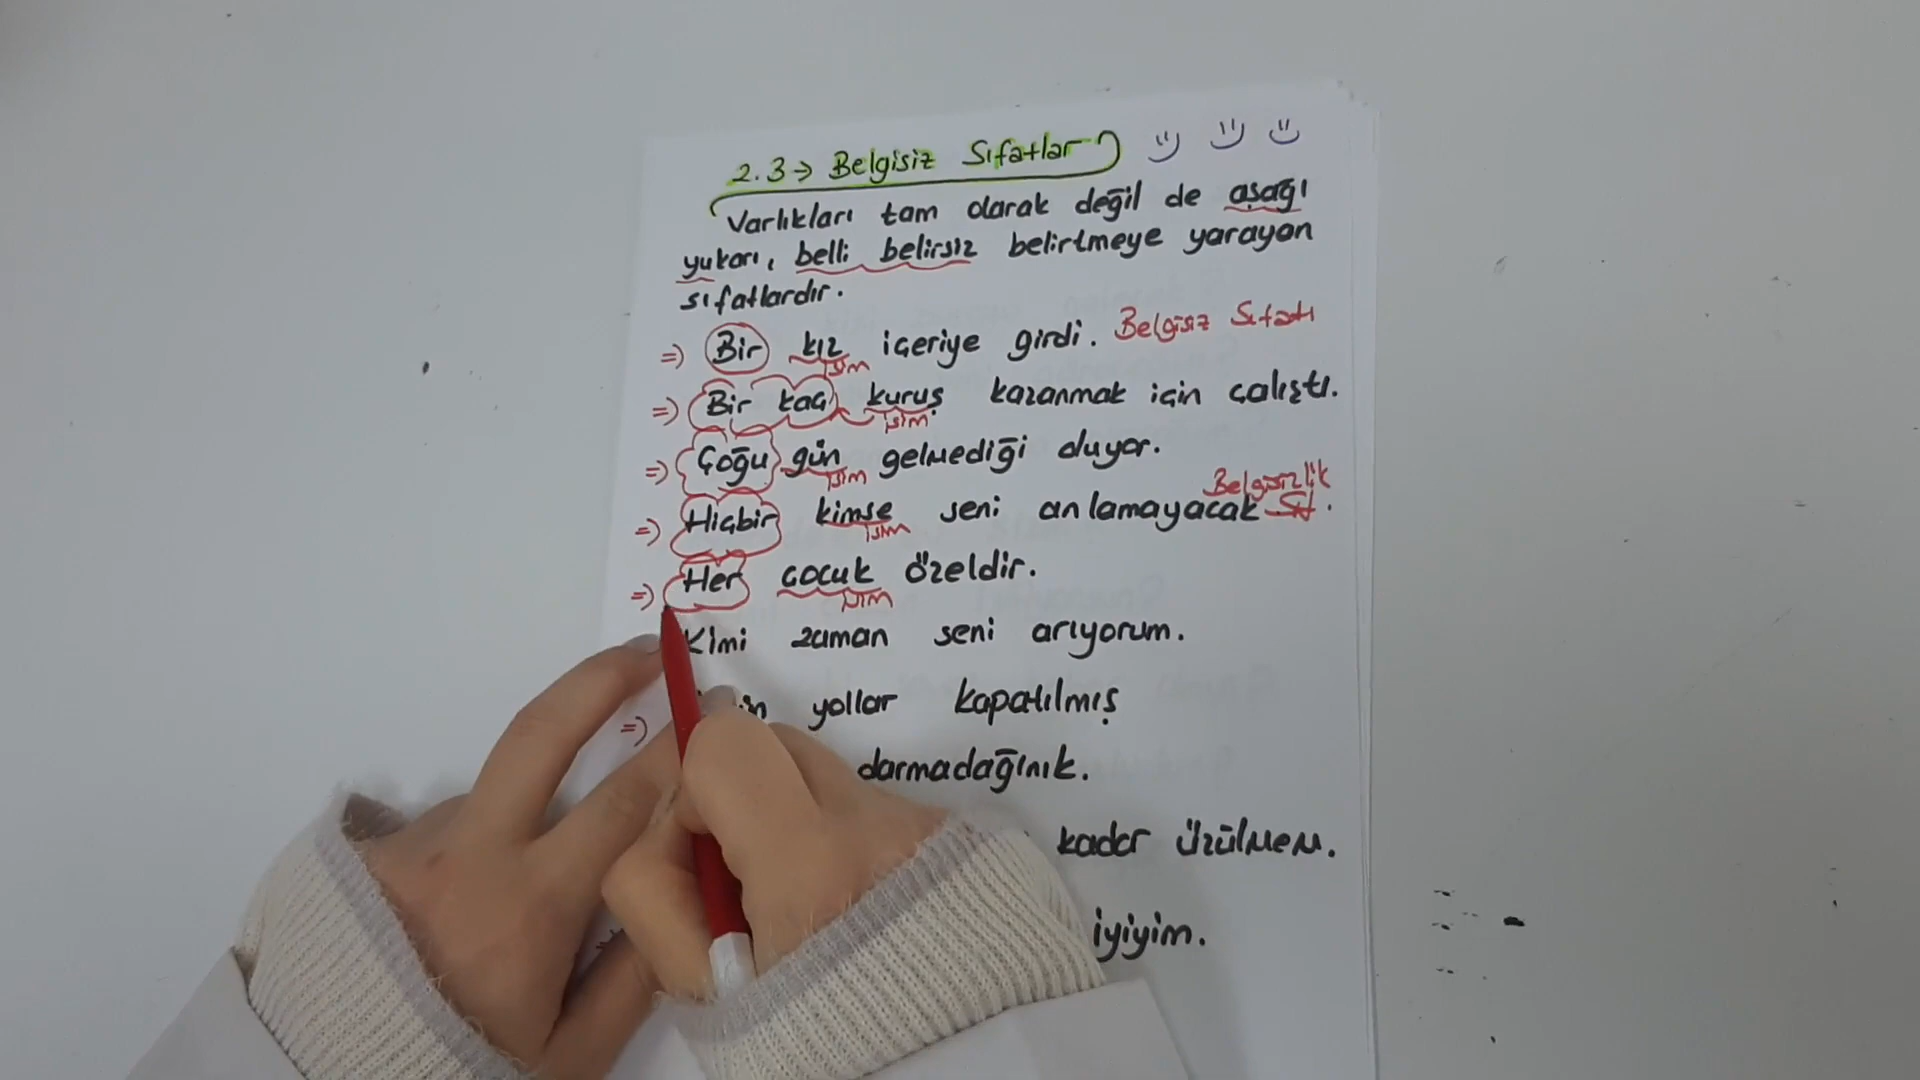 2.3→ Belgisiz Sıfatlar
Varlıkları tam olarak değil de aşağı
yukarı, belli belirsiz belirtmeye yarayan
sıfatlardır.
⇒ Bir kız içeriye girdi. Belgisiz Sıfatı
isim
⇒ Bir kaç kuruş kazanmak için çalıştı.
isim
⇒ Çoğu gün gelmediği oluyor.
isim
Belgisizlik
⇒ Hiçbir kimse seni anlamayacak Sıf.
isim
⇒ Her çocuk özeldir.
isim
Kimi zaman seni arıyorum.
⇒ yollar kapatılmış
darmadağınık.
kadar üzülmem.
iyiyim.